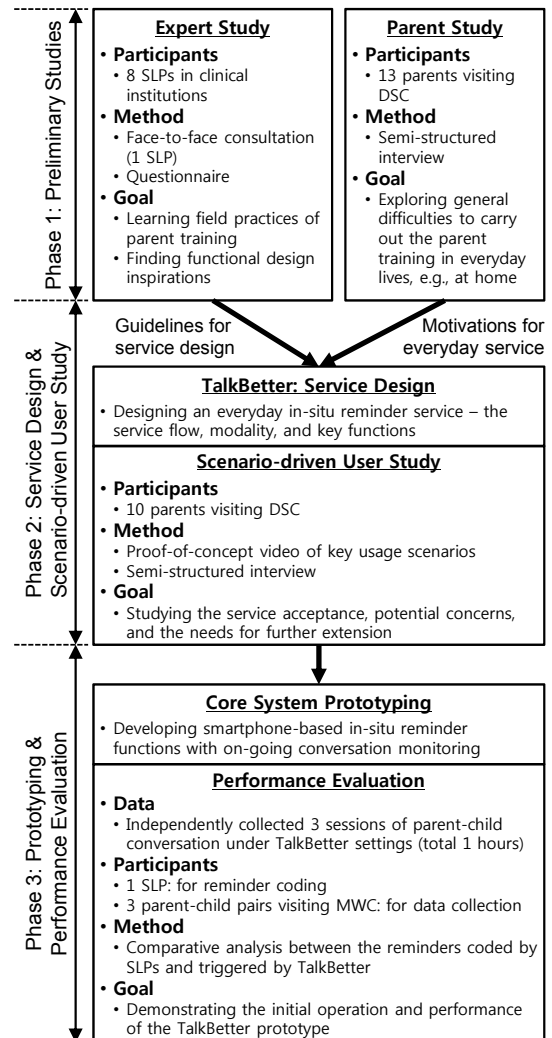 Phase 1: Preliminary Studies
Expert Study
• Participants
• 8 SLPs in clinical
institutions
• Method
• Face-to-face consultation
(1 SLP)
• Questionnaire
• Goal
• Learning field practices of
parent training
• Finding functional design
inspirations
Parent Study
• Participants
• 13 parents visiting
DSC
• Method
• Semi-structured
interview
• Goal
• Exploring general
difficulties to carry
out the parent
training in everyday
lives, e.g., at home
Phase 2: Service Design &
Scenario-driven User Study
Guidelines for
service design
Motivations for
everyday service
TalkBetter: Service Design
• Designing an everyday in-situ reminder service – the
service flow, modality, and key functions
Scenario-driven User Study
• Participants
• 10 parents visiting DSC
• Method
• Proof-of-concept video of key usage scenarios
• Semi-structured interview
• Goal
• Studying the service acceptance, potential concerns,
and the needs for further extension
Phase 3: Prototyping &
Performance Evaluation
Core System Prototyping
• Developing smartphone-based in-situ reminder
functions with on-going conversation monitoring
Performance Evaluation
• Data
• Independently collected 3 sessions of parent-child
conversation under TalkBetter settings (total 1 hours)
• Participants
• 1 SLP: for reminder coding
• 3 parent-child pairs visiting MWC: for data collection
• Method
• Comparative analysis between the reminders coded by
SLPs and triggered by TalkBetter
• Goal
• Demonstrating the initial operation and performance
of the TalkBetter prototype